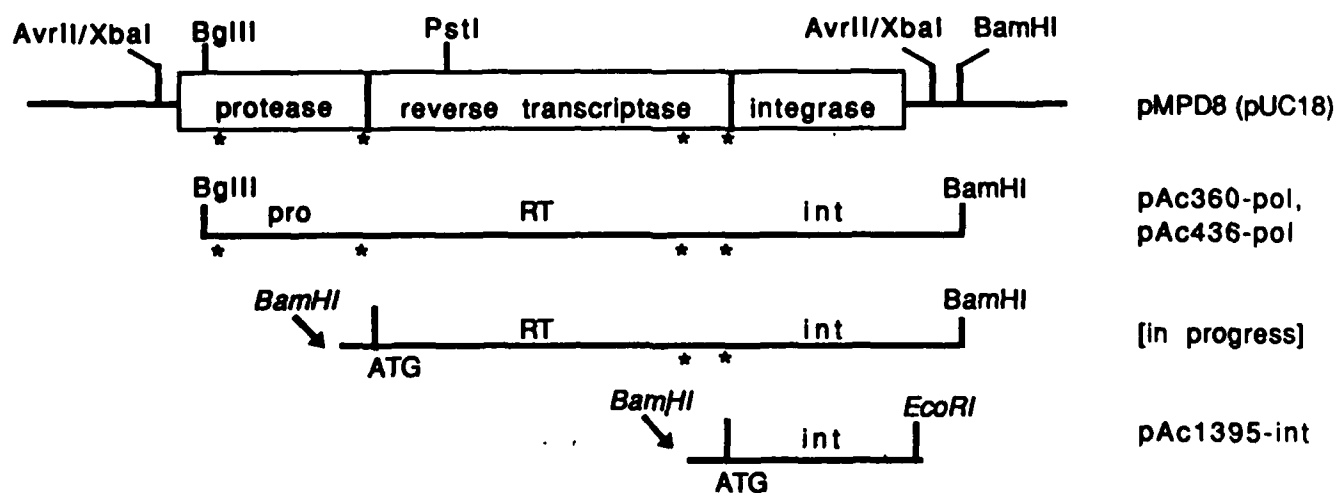 AvrII/XbaI BglII PstI AvrII/XbaI BamHI
protease reverse transcriptase integrase pMPD8 (pUC18)
* * * *
BglII BamHI
pro RT int pAc360-pol,
* * * * pAc436-pol
BamHI BamHI
RT int [in progress]
ATG * *
BamHI EcoRI
int pAc1395-int
ATG